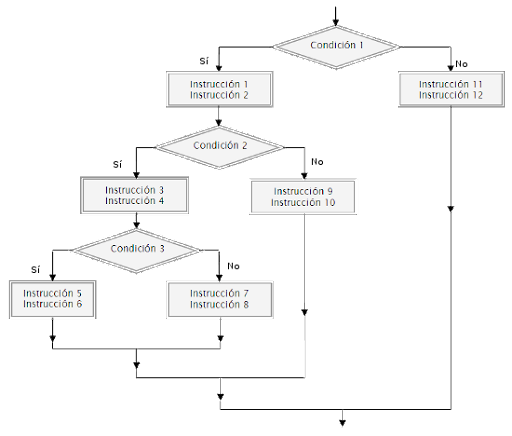 Condición 1
Sí
No
Instrucción 1
Instrucción 2
Instrucción 11
Instrucción 12
Condición 2
Sí
No
Instrucción 3
Instrucción 4
Instrucción 9
Instrucción 10
Condición 3
Sí
No
Instrucción 5
Instrucción 6
Instrucción 7
Instrucción 8